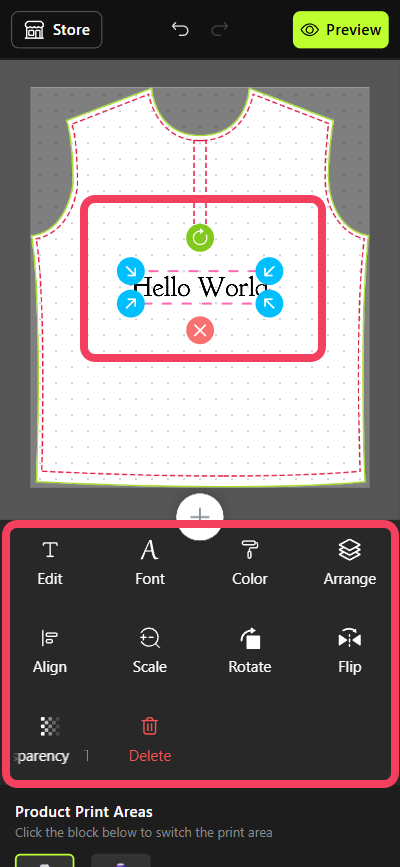 Store
Preview
Hello World
Edit
Font
Color
Arrange
Align
Scale
Rotate
Flip
sparency
Delete
Product Print Areas
Click the block below to switch the print area